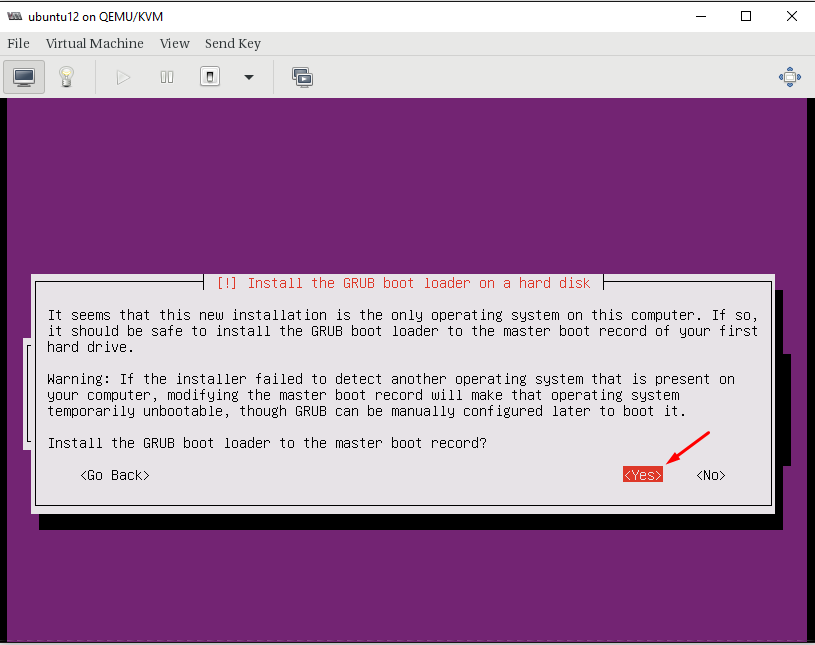 ubuntu12 on QEMU/KVM
File Virtual Machine View Send Key
[!] Install the GRUB boot loader on a hard disk
It seems that this new installation is the only operating system on this computer. If so,
it should be safe to install the GRUB boot loader to the master boot record of your first
hard drive.
Warning: If the installer failed to detect another operating system that is present on
your computer, modifying the master boot record will make that operating system
temporarily unbootable, though GRUB can be manually configured later to boot it.
Install the GRUB boot loader to the master boot record?
<Go Back> <Yes> <No>